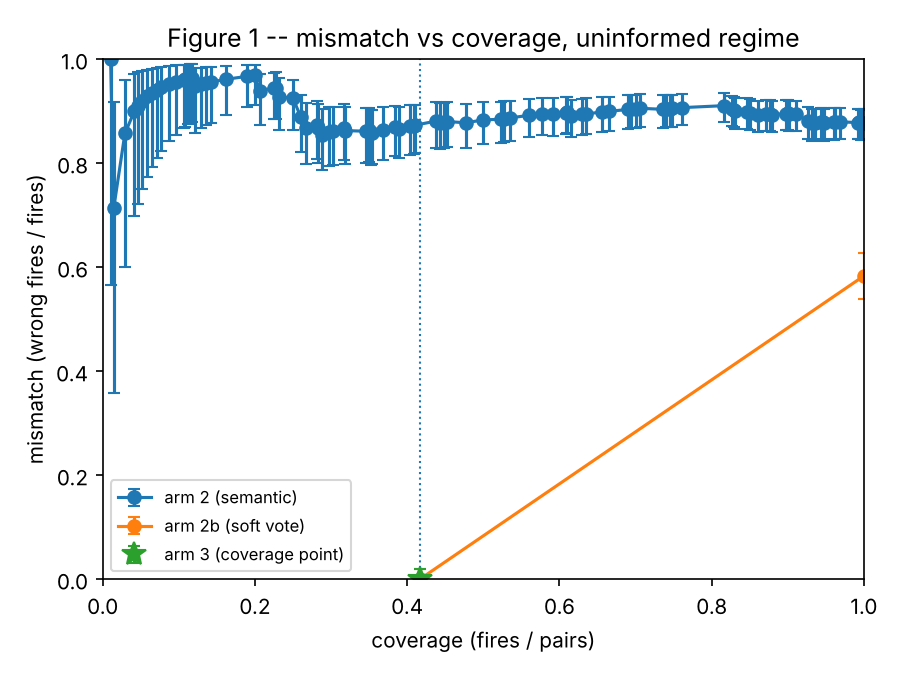 Figure 1 -- mismatch vs coverage, uninformed regime
1.0
0.8
0.6
0.4
0.2
0.0
mismatch (wrong fires / fires)
arm 2 (semantic)
arm 2b (soft vote)
arm 3 (coverage point)
0.0 0.2 0.4 0.6 0.8 1.0
coverage (fires / pairs)